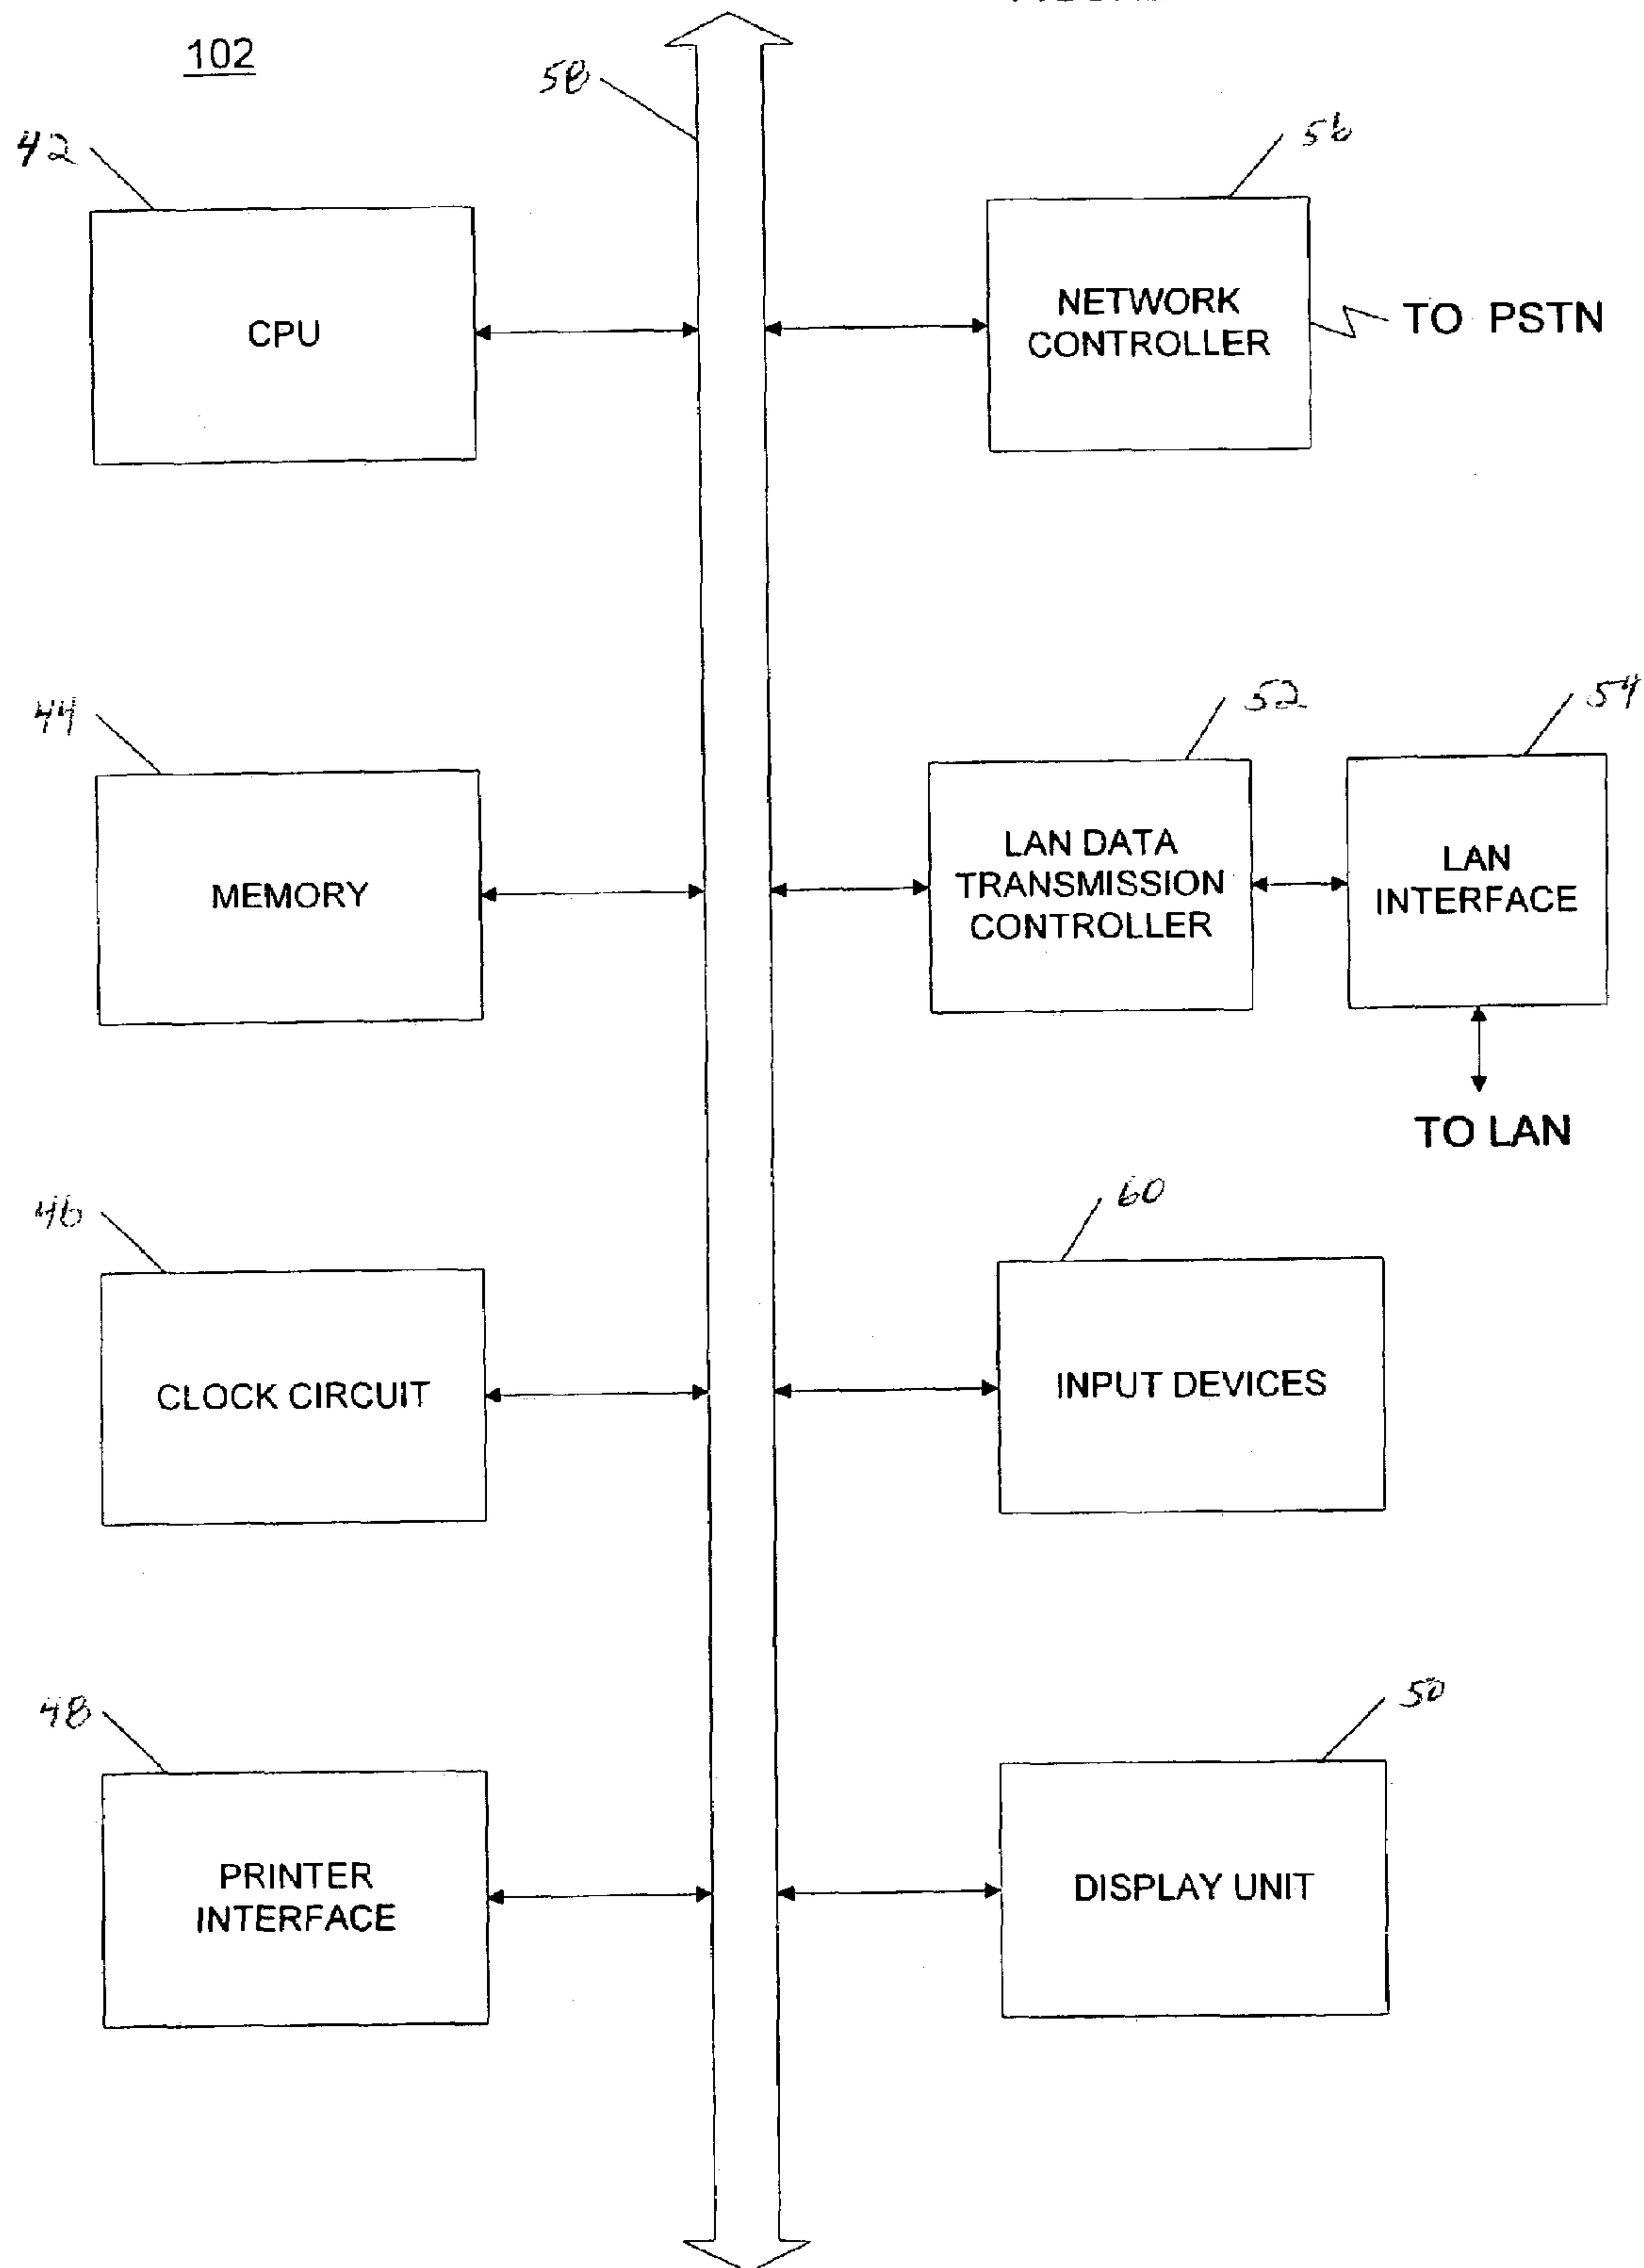 102
58
42
56
CPU
NETWORK
CONTROLLER
TO PSTN
44
52
54
MEMORY
LAN DATA
TRANSMISSION
CONTROLLER
LAN
INTERFACE
TO LAN
46
60
CLOCK CIRCUIT
INPUT DEVICES
48
50
PRINTER
INTERFACE
DISPLAY UNIT